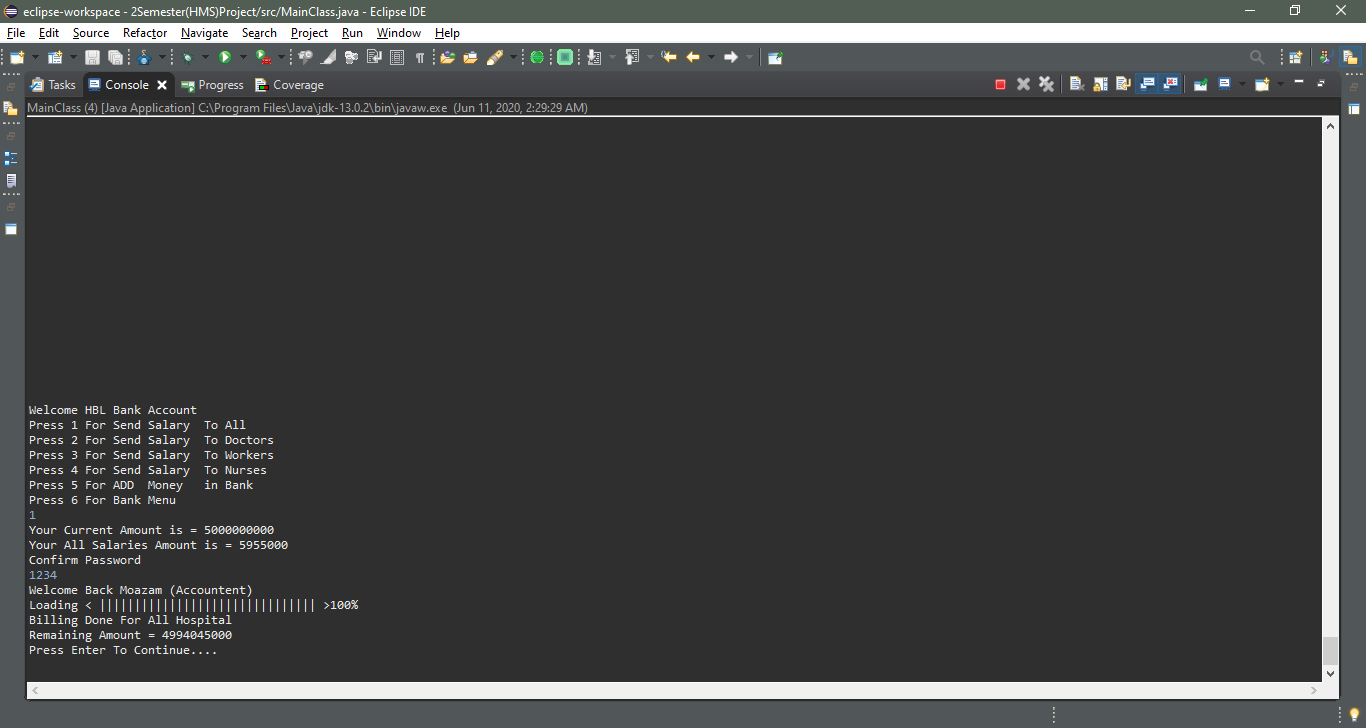 eclipse-workspace - 2Semester(HMS)Project/src/MainClass.java - Eclipse IDE
File Edit Source Refactor Navigate Search Project Run Window Help
Tasks Console Progress Coverage
MainClass (4) [Java Application] C:\Program Files\Java\jdk-13.0.2\bin\javaw.exe (Jun 11, 2020, 2:29:29 AM)
Welcome HBL Bank Account
Press 1 For Send Salary  To All
Press 2 For Send Salary  To Doctors
Press 3 For Send Salary  To Workers
Press 4 For Send Salary  To Nurses
Press 5 For ADD  Money   in Bank
Press 6 For Bank Menu
1
Your Current Amount is = 5000000000
Your All Salaries Amount is = 5955000
Confirm Password
1234
Welcome Back Moazam (Accountent)
Loading < ||||||||||||||||||||||||||||||| >100%
Billing Done For All Hospital
Remaining Amount = 4994045000
Press Enter To Continue....